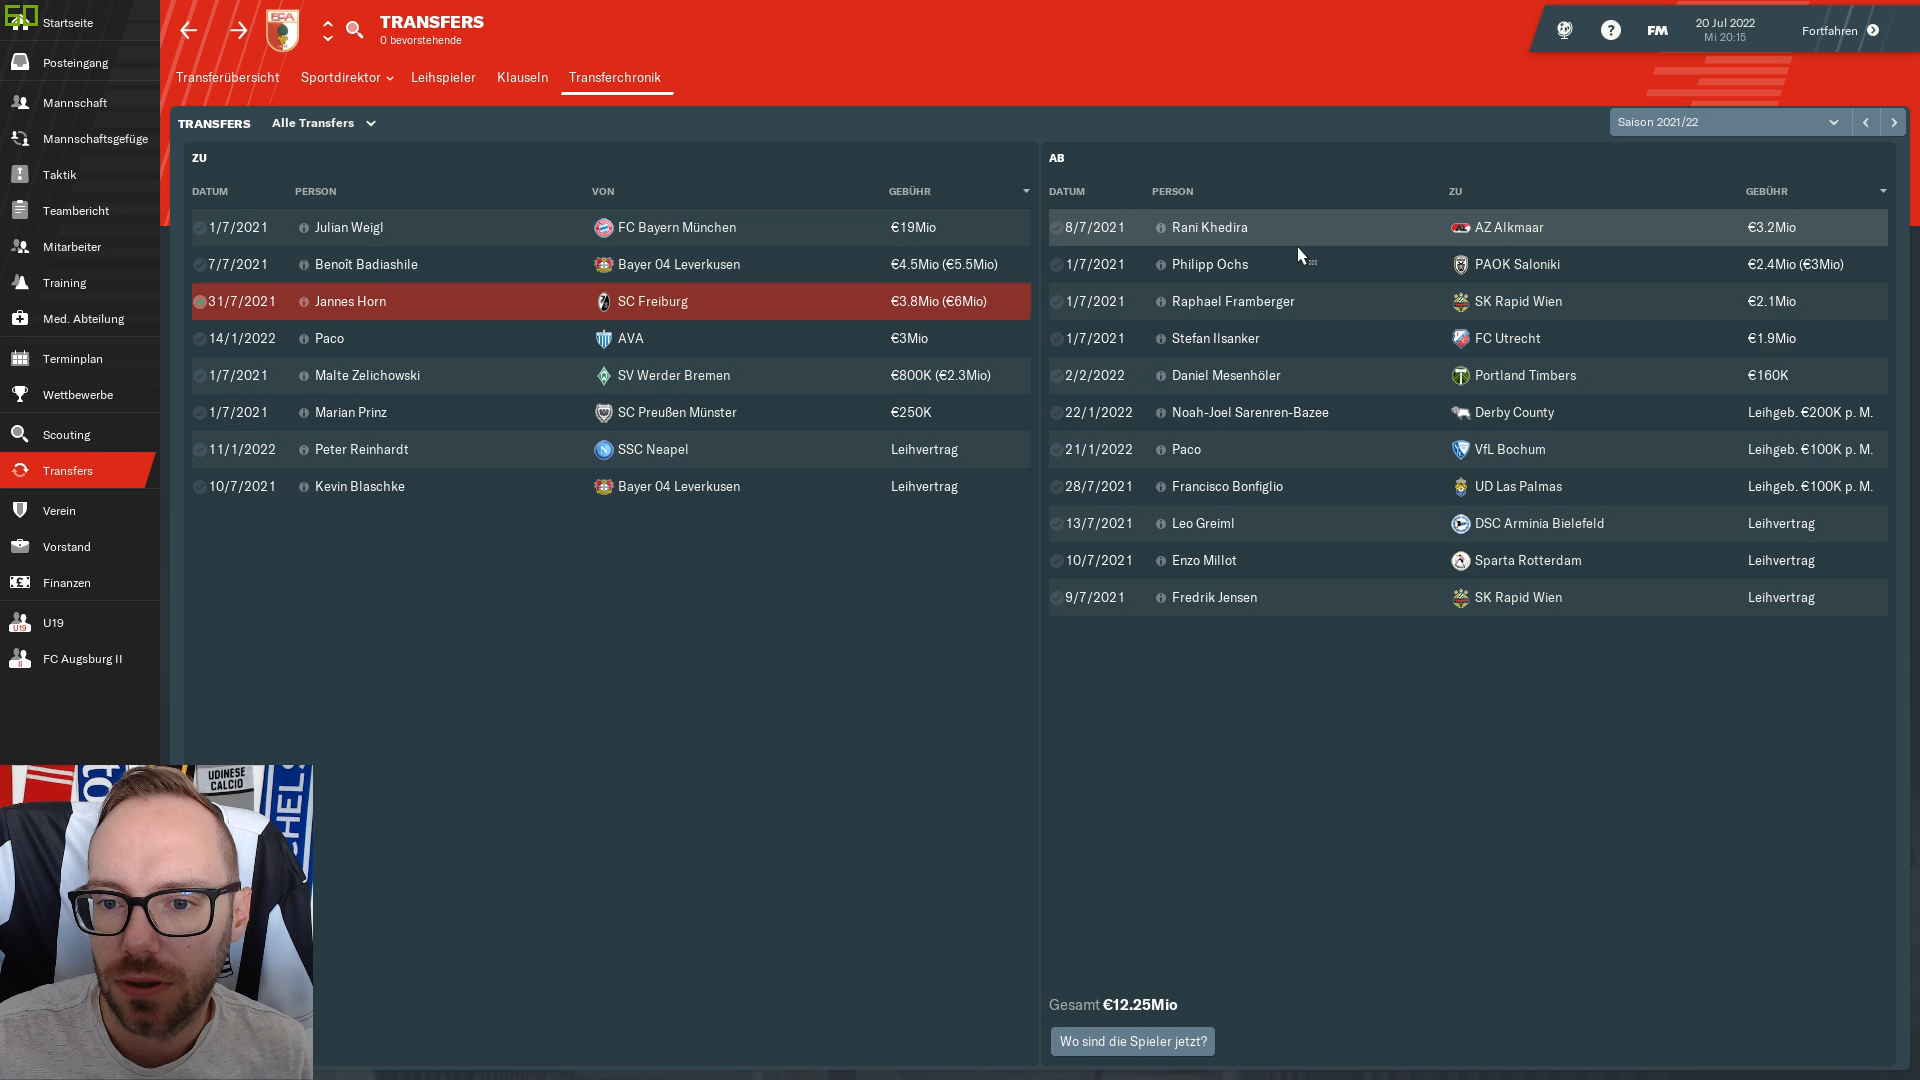 60
Startseite
Posteingang
Mannschaft
Mannschaftsgefüge
Taktik
Teambericht
Mitarbeiter
Training
Med. Abteilung
Terminplan
Wettbewerbe
Scouting
Transfers
Verein
Vorstand
Finanzen
U19
U19
FC Augsburg II
FCA
TRANSFERS
0 bevorstehende
FM
20 Jul 2022
Mi 20:15
Fortfahren
Transferübersicht
Sportdirektor
Leihspieler
Klauseln
Transferchronik
TRANSFERS Alle Transfers
Saison 2021/22
ZU
DATUM PERSON VON GEBÜHR
1/7/2021 Julian Weigl FC Bayern München €19Mio
7/7/2021 Benoît Badiashile Bayer 04 Leverkusen €4.5Mio (€5.5Mio)
31/7/2021 Jannes Horn SC Freiburg €3.8Mio (€6Mio)
14/1/2022 Paco AVA €3Mio
1/7/2021 Malte Zelichowski SV Werder Bremen €800K (€2.3Mio)
1/7/2021 Marian Prinz SC Preußen Münster €250K
11/1/2022 Peter Reinhardt SSC Neapel Leihvertrag
10/7/2021 Kevin Blaschke Bayer 04 Leverkusen Leihvertrag
AB
DATUM PERSON ZU GEBÜHR
8/7/2021 Rani Khedira AZ Alkmaar €3.2Mio
1/7/2021 Philipp Ochs PAOK Saloniki €2.4Mio (€3Mio)
1/7/2021 Raphael Framberger SK Rapid Wien €2.1Mio
1/7/2021 Stefan Ilsanker FC Utrecht €1.9Mio
2/2/2022 Daniel Mesenhöler Portland Timbers €160K
22/1/2022 Noah-Joel Sarenren-Bazee Derby County Leihgeb. €200K p. M.
21/1/2022 Paco VfL Bochum Leihgeb. €100K p. M.
28/7/2021 Francisco Bonfiglio UD Las Palmas Leihgeb. €100K p. M.
13/7/2021 Leo Greiml DSC Arminia Bielefeld Leihvertrag
10/7/2021 Enzo Millot Sparta Rotterdam Leihvertrag
9/7/2021 Fredrik Jensen SK Rapid Wien Leihvertrag
Gesamt €12.25Mio
Wo sind die Spieler jetzt?
UDINESE
CALCIO
CHELS